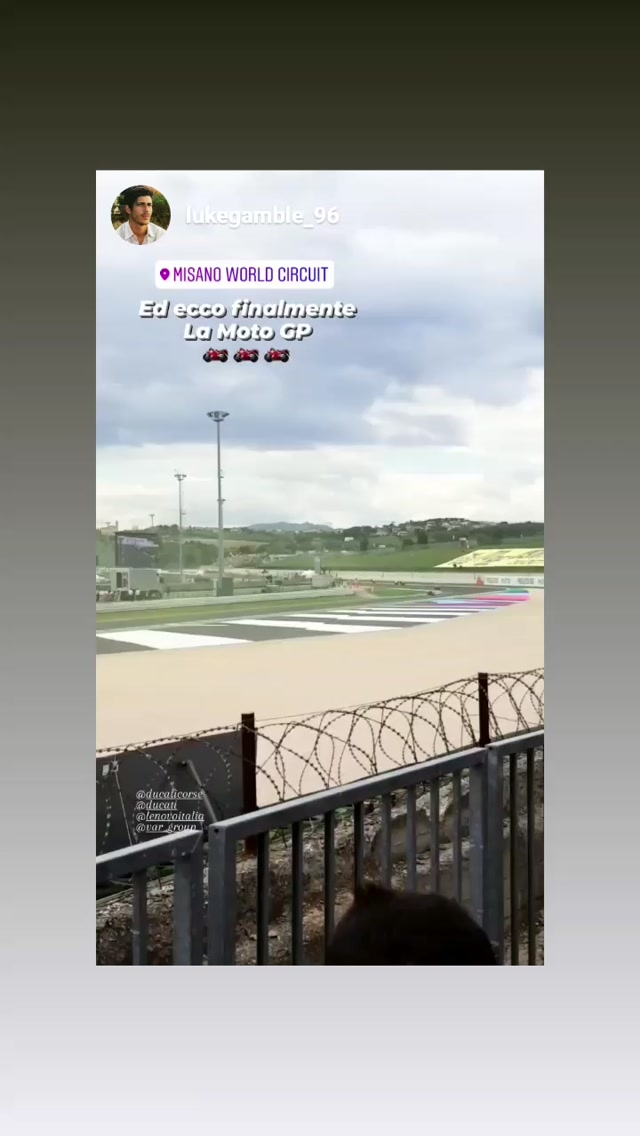 lukegamble_96
MISANO WORLD CIRCUIT
Ed ecco finalmente
La Moto GP
@ducaticorse
@ducati
@lenovoitalia
@var_group